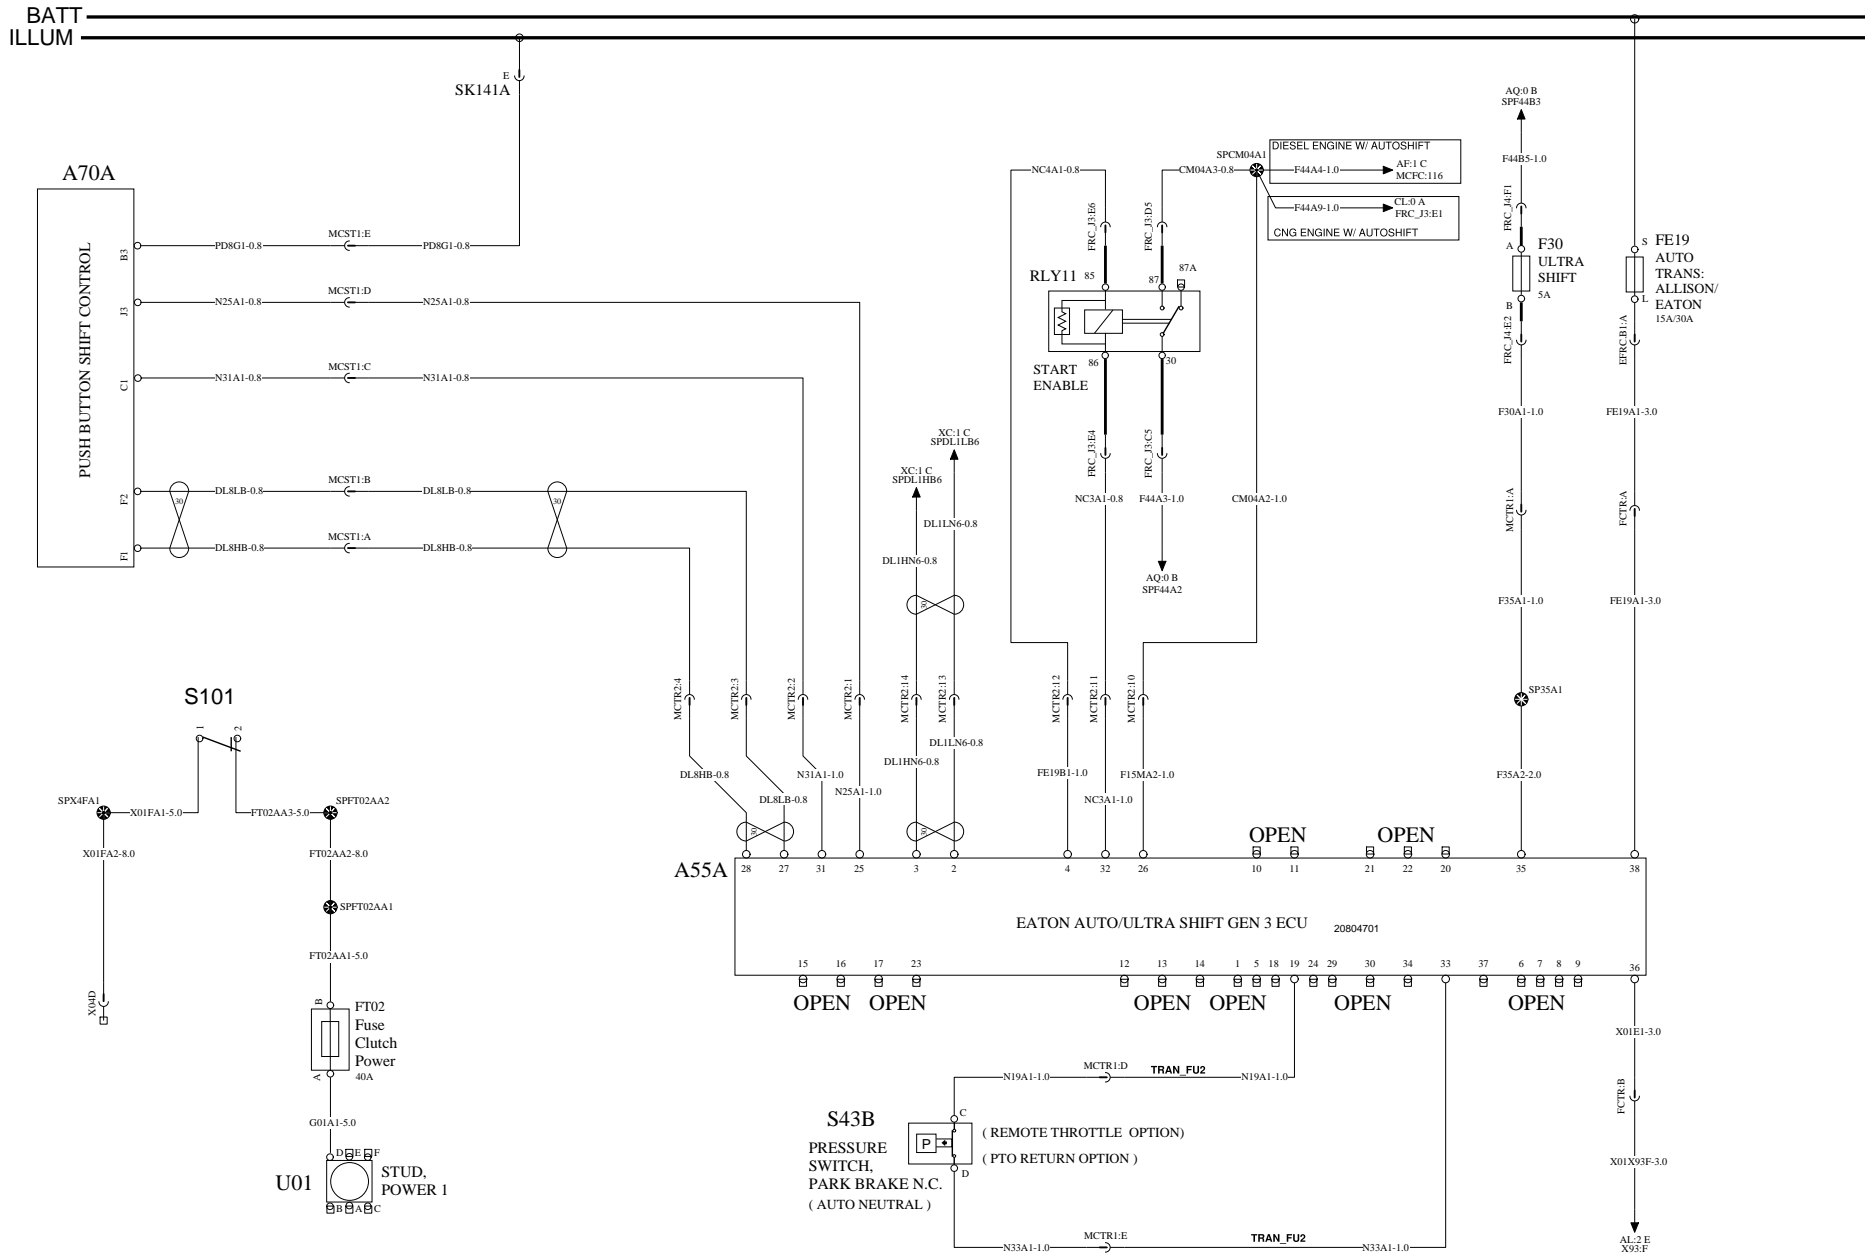 BATT
ILLUM
E
SK141A
A70A
PUSH BUTTON SHIFT CONTROL
B3
PD8G1-0.8
MCST1:E
PD8G1-0.8
J3
N25A1-0.8
MCST1:D
N25A1-0.8
C1
N31A1-0.8
MCST1:C
N31A1-0.8
F2
30
DL8LB-0.8
MCST1:B
DL8LB-0.8
30
F1
DL8HB-0.8
MCST1:A
DL8HB-0.8
XC:1 C
SPDL1HB6
XC:1 C
SPDL1LB6
DL1LN6-0.8
DL1HN6-0.8
30
NC4A1-0.8
CM04A3-0.8
SPCM04A1
DIESEL ENGINE W/ AUTOSHIFT
F44A4-1.0
AF:1 C
MCFC:116
F44A9-1.0
CL:0 A
FRC_J3:E1
CNG ENGINE W/ AUTOSHIFT
FRC_J3:E6
FRC_J3:D5
RLY11
85
87
87A
86
30
START
ENABLE
FRC_J3:E4
FRC_J3:C5
NC3A1-0.8
F44A3-1.0
CM04A2-1.0
AQ:0 B
SPF44A2
AQ:0 B
SPF44B3
F44B5-1.0
FRC_J4:F1
A
F30
ULTRA
SHIFT
5A
B
FRC_J4:E2
S
FE19
AUTO
TRANS:
ALLISON/
EATON
15A/30A
L
EFRC.B1:A
F30A1-1.0
FE19A1-3.0
MCTR1:A
FCTR:A
F35A1-1.0
FE19A1-3.0
SP35A1
F35A2-2.0
MCTR2:4
MCTR2:3
MCTR2:2
MCTR2:1
MCTR2:14
MCTR2:13
MCTR2:12
MCTR2:11
MCTR2:10
DL8HB-0.8
DL8LB-0.8
N31A1-1.0
N25A1-1.0
DL1HN6-0.8
DL1LN6-0.8
FE19B1-1.0
NC3A1-1.0
F15MA2-1.0
30
30
S101
1
2
SPX4FA1
X01FA1-5.0
FT02AA3-5.0
SPFT02AA2
X01FA2-8.0
FT02AA2-8.0
SPFT02AA1
FT02AA1-5.0
X04D
B
FT02
Fuse
Clutch
Power
40A
A
G01A1-5.0
D E F
U01
STUD,
POWER 1
B A C
OPEN
OPEN
A55A
28 27 31 25 3 2 4 32 26 10 11 21 22 20 35 38
EATON AUTO/ULTRA SHIFT GEN 3 ECU
20804701
15 16 17 23 12 13 14 1 5 18 19 24 29 30 34 33 37 6 7 8 9 36
OPEN
OPEN
OPEN
OPEN
OPEN
OPEN
N19A1-1.0
MCTR1:D
TRAN_FU2
N19A1-1.0
S43B
PRESSURE
SWITCH,
PARK BRAKE N.C.
( AUTO NEUTRAL )
C
P
D
( REMOTE THROTTLE OPTION)
( PTO RETURN OPTION )
N33A1-1.0
MCTR1:E
TRAN_FU2
N33A1-1.0
X01E1-3.0
FCTR:B
X01X93F-3.0
AL:2 E
X93:F